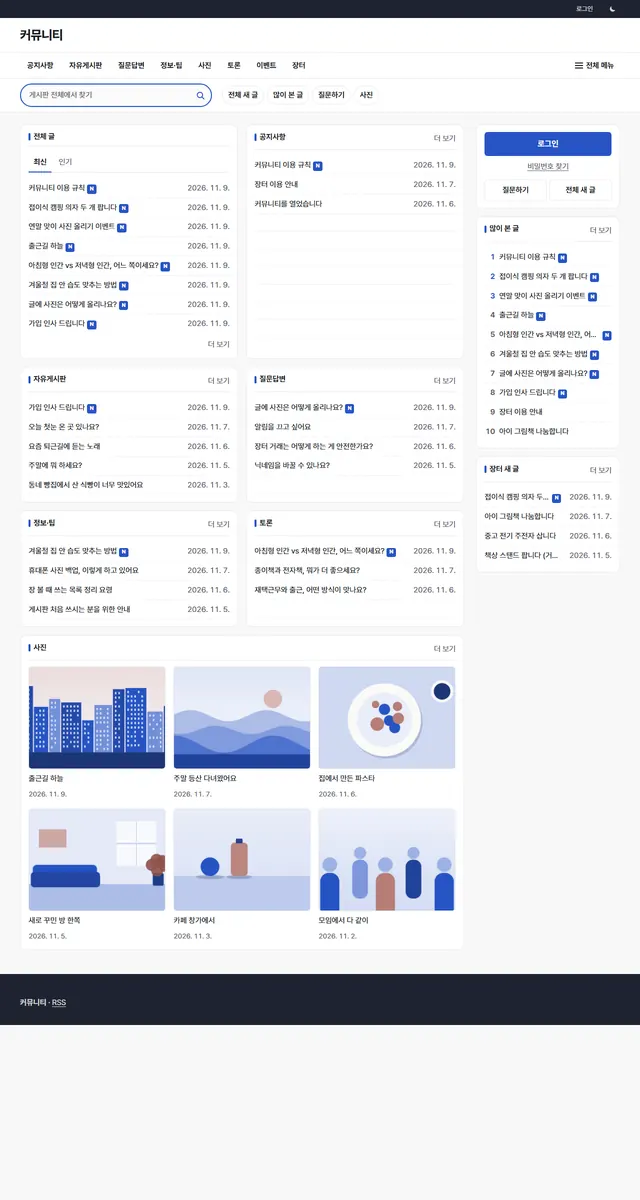 로그인
커뮤니티
공지사항 자유게시판 질문답변 정보·팁 사진 토론 이벤트 장터 전체 메뉴
게시판 전체에서 찾기 전체 새 글 많이 본 글 질문하기 사진
전체 글
최신 인기
커뮤니티 이용 규칙 N 2026. 11. 9.
접이식 캠핑 의자 두 개 팝니다 N 2026. 11. 9.
연말 맞이 사진 올리기 이벤트 N 2026. 11. 9.
출근길 하늘 N 2026. 11. 9.
아침형 인간 vs 저녁형 인간, 어느 쪽이세요? N 2026. 11. 9.
겨울철 집 안 습도 맞추는 방법 N 2026. 11. 9.
글에 사진은 어떻게 올리나요? N 2026. 11. 9.
가입 인사 드립니다 N 2026. 11. 9.
더 보기
공지사항 더 보기
커뮤니티 이용 규칙 N 2026. 11. 9.
장터 이용 안내 2026. 11. 7.
커뮤니티를 열었습니다 2026. 11. 6.
로그인
비밀번호 찾기
질문하기 전체 새 글
많이 본 글 더 보기
1 커뮤니티 이용 규칙 N
2 접이식 캠핑 의자 두 개 팝니다 N
3 연말 맞이 사진 올리기 이벤트 N
4 출근길 하늘 N
5 아침형 인간 vs 저녁형 인간, 어... N
6 겨울철 집 안 습도 맞추는 방법 N
7 글에 사진은 어떻게 올리나요? N
8 가입 인사 드립니다 N
9 장터 이용 안내
10 아이 그림책 나눔합니다
자유게시판 더 보기
가입 인사 드립니다 N 2026. 11. 9.
오늘 첫눈 온 곳 있나요? 2026. 11. 7.
요즘 퇴근길에 듣는 노래 2026. 11. 6.
주말에 뭐 하세요? 2026. 11. 5.
동네 빵집에서 산 식빵이 너무 맛있어요 2026. 11. 3.
질문답변 더 보기
글에 사진은 어떻게 올리나요? N 2026. 11. 9.
알림을 끄고 싶어요 2026. 11. 7.
장터 거래는 어떻게 하는 게 안전한가요? 2026. 11. 6.
닉네임을 바꿀 수 있나요? 2026. 11. 5.
장터 새 글 더 보기
접이식 캠핑 의자 두... N 2026. 11. 9.
아이 그림책 나눔합니다 2026. 11. 7.
중고 전기 주전자 삽니다 2026. 11. 6.
책상 스탠드 팝니다 (거... 2026. 11. 5.
정보·팁 더 보기
겨울철 집 안 습도 맞추는 방법 N 2026. 11. 9.
휴대폰 사진 백업, 이렇게 하고 있어요 2026. 11. 7.
장 볼 때 쓰는 목록 정리 요령 2026. 11. 6.
게시판 처음 쓰시는 분을 위한 안내 2026. 11. 5.
토론 더 보기
아침형 인간 vs 저녁형 인간, 어느 쪽이세요? N 2026. 11. 9.
종이책과 전자책, 뭐가 더 좋으세요? 2026. 11. 7.
재택근무와 출근, 어떤 방식이 맞나요? 2026. 11. 6.
사진 더 보기
출근길 하늘 주말 등산 다녀왔어요 집에서 만든 파스타
2026. 11. 9. 2026. 11. 7. 2026. 11. 6.
새로 꾸민 방 한쪽 카페 창가에서 모임에서 다 같이
2026. 11. 5. 2026. 11. 3. 2026. 11. 2.
커뮤니티 · RSS